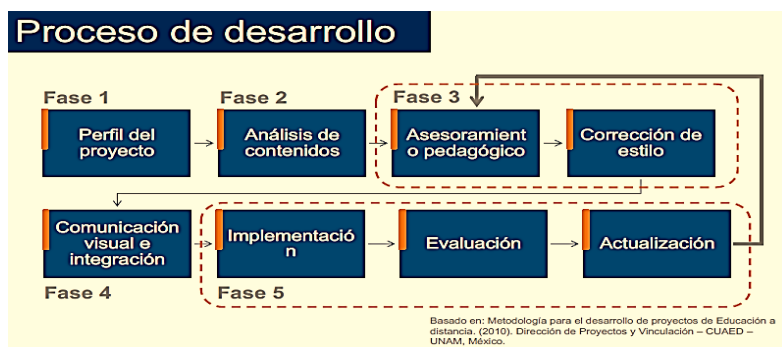 Proceso de desarrollo
Fase 1
Fase 2
Fase 3
Perfil del
proyecto
Análisis de
contenidos
Asesoramient
o pedagógico
Corrección de
estilo
Comunicación
visual e
integración
Implementació
n
Evaluación
Actualización
Fase 4
Fase 5
Basado en: Metodología para el desarrollo de proyectos de Educación a
distancia. (2010). Dirección de Proyectos y Vinculación – CUAED –
UNAM, México.